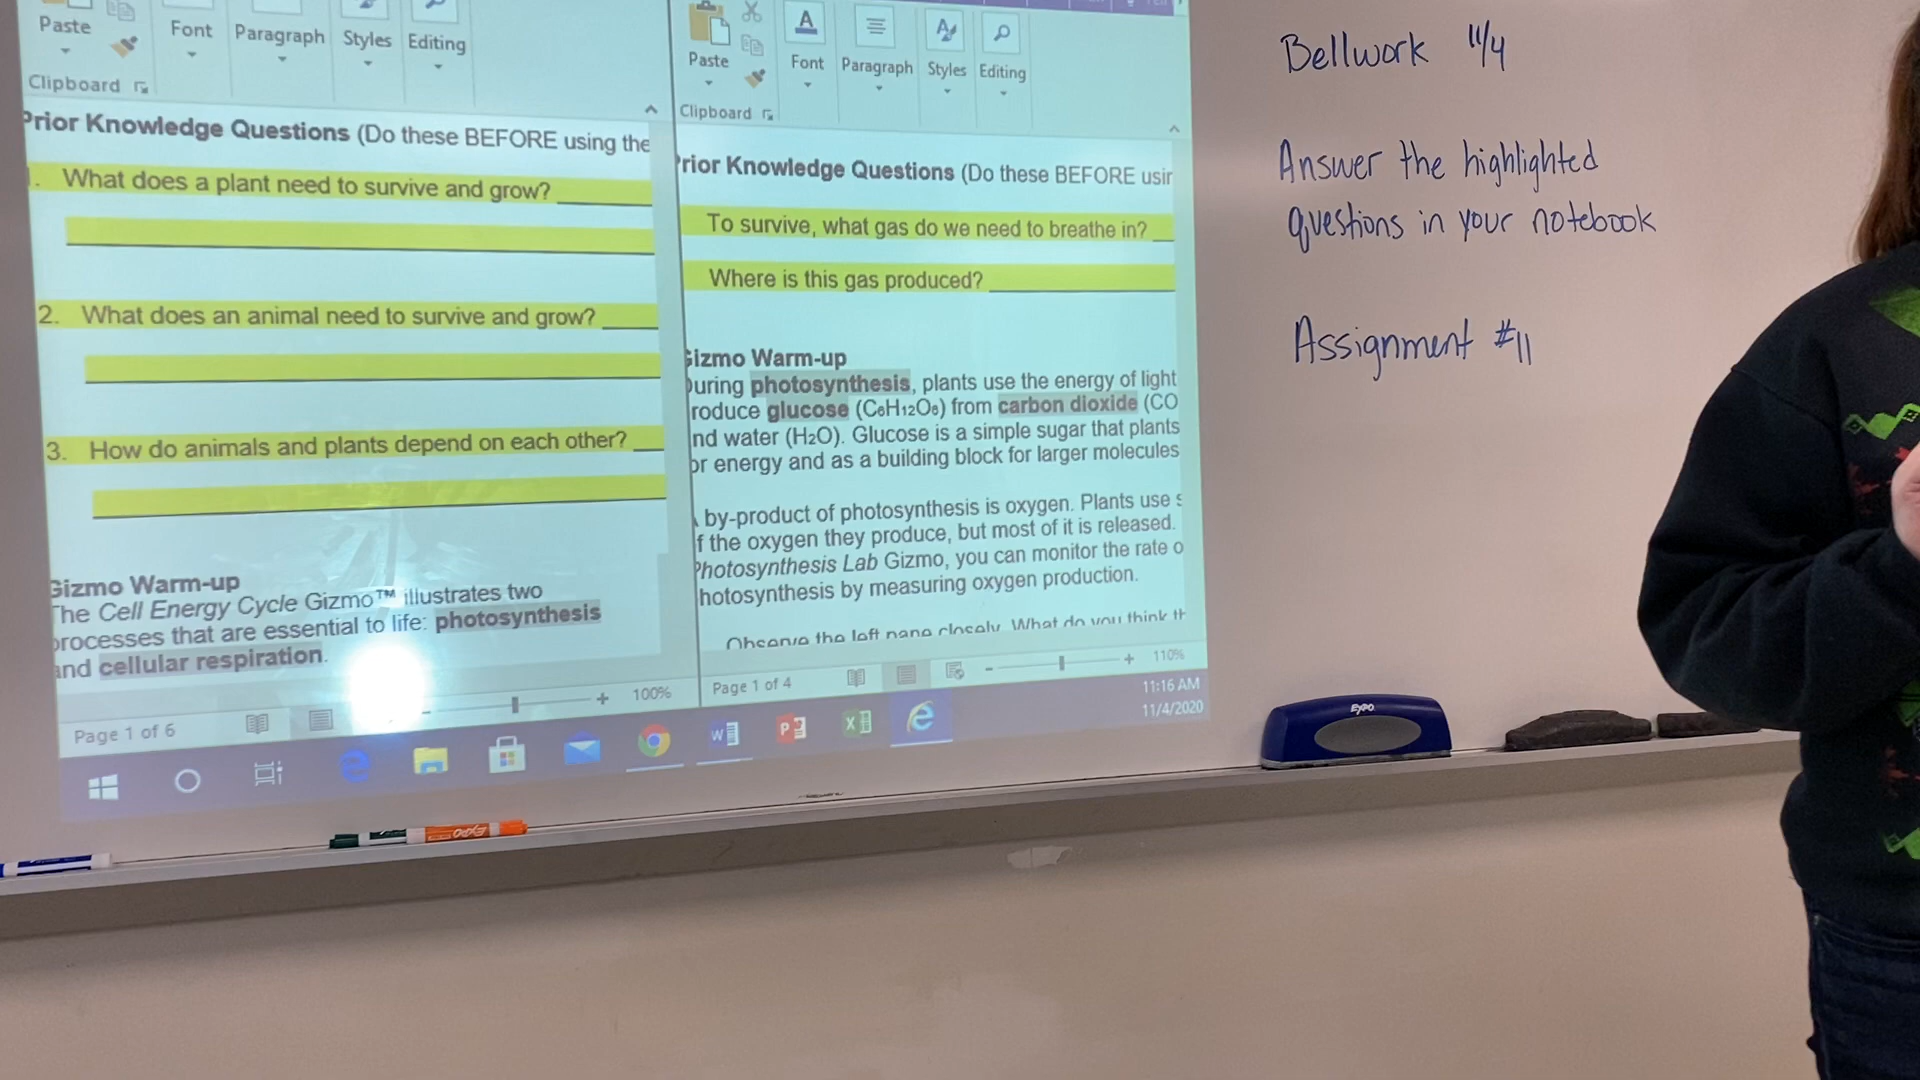 Paste
Font
Paragraph
Styles
Editing
Clipboard
Prior Knowledge Questions (Do these BEFORE using the
1. What does a plant need to survive and grow?
2. What does an animal need to survive and grow?
3. How do animals and plants depend on each other?
Gizmo Warm-up
The Cell Energy Cycle Gizmo™ illustrates two
processes that are essential to life: photosynthesis
and cellular respiration.
Page 1 of 6
100%
Paste
Font
Paragraph
Styles
Editing
Clipboard
Prior Knowledge Questions (Do these BEFORE usin
To survive, what gas do we need to breathe in?
Where is this gas produced?
Gizmo Warm-up
During photosynthesis, plants use the energy of light
roduce glucose (C₆H₁₂O₆) from carbon dioxide (CO
nd water (H₂O). Glucose is a simple sugar that plants
or energy and as a building block for larger molecules
by-product of photosynthesis is oxygen. Plants use s
f the oxygen they produce, but most of it is released.
Photosynthesis Lab Gizmo, you can monitor the rate o
hotosynthesis by measuring oxygen production.
Observe the left pane closely. What do you think th
Page 1 of 4
110%
11:16 AM
11/4/2020
Bellwork 11/4
Answer the highlighted
questions in your notebook
Assignment #11
EXPO
EXPO